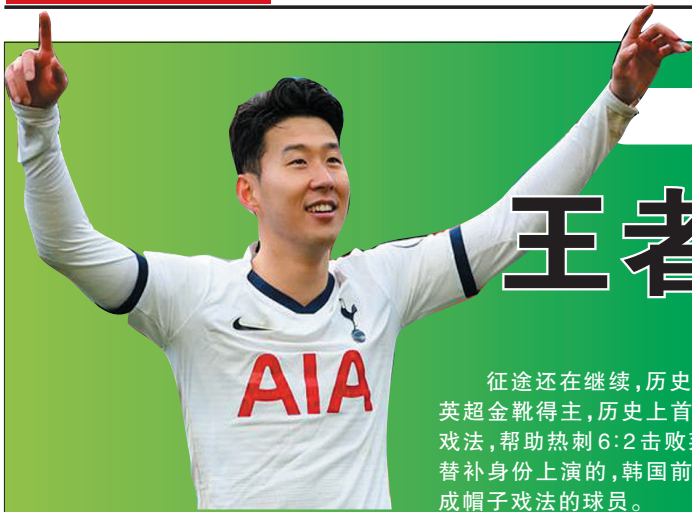 王者
征途还在继续,历史
英超金靴得主,历史上首
戏法,帮助热刺6:2击败
替补身份上演的,韩国前
成帽子戏法的球员。
AIA